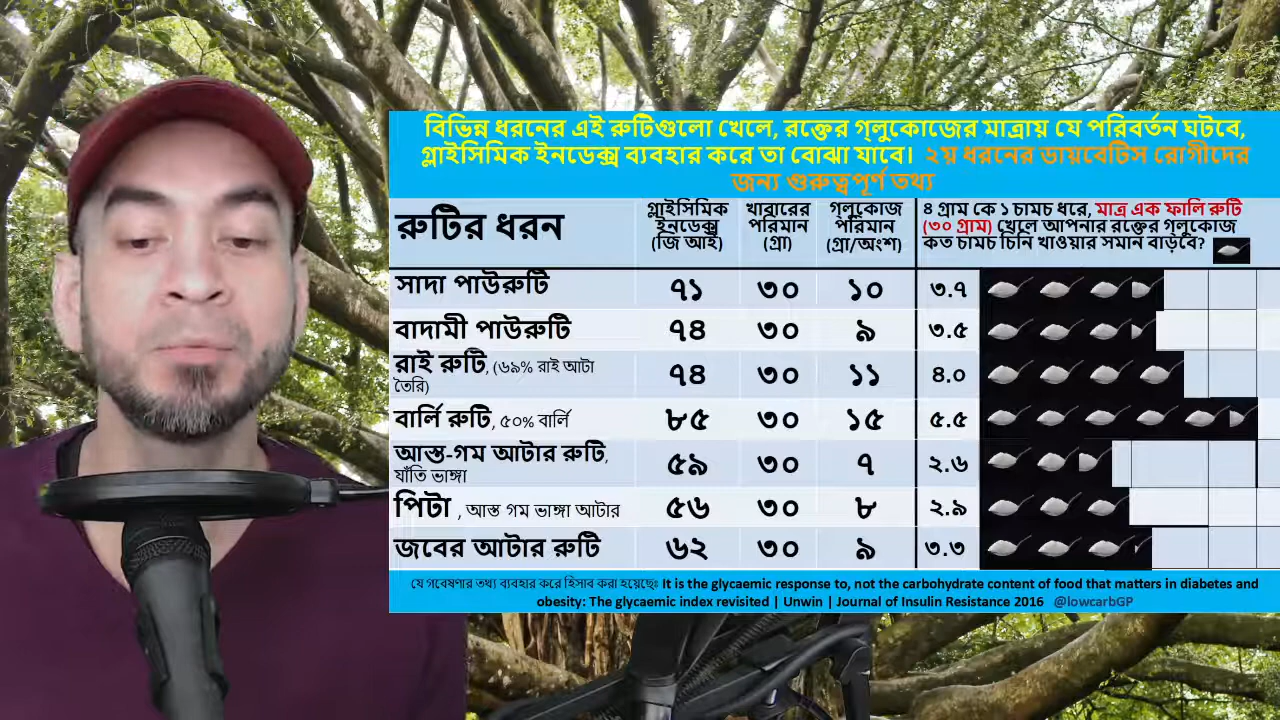 বিভিন্ন ধরনের এই রুটিগুলো খেলে, রক্তের গ্লুকোজের মাত্রায় যে পরিবর্তন ঘটবে,
গ্লাইসিমিক ইনডেক্স ব্যবহার করে তা বোঝা যাবে। ২য় ধরনের ডায়বেটিস রোগীদের
জন্য গুরুত্বপূর্ণ তথ্য
রুটির ধরন
গ্লাইসিমিক
ইনডেক্স
(জি আই)
খাবারের
পরিমান
(গ্রা)
গ্লুকোজ
পরিমান
(গ্রা/অংশ)
৪ গ্রাম কে ১ চামচ ধরে, মাত্র এক ফালি রুটি
(৩০ গ্রাম) খেলে আপনার রক্তের গ্লুকোজ
কত চামচ চিনি খাওয়ার সমান বাড়বে?
সাদা পাউরুটি ৭১ ৩০ ১০ ৩.৭
বাদামী পাউরুটি ৭৪ ৩০ ৯ ৩.৫
রাই রুটি, (৬৯% রাই আটা
তৈরি) ৭৪ ৩০ ১১ ৪.০
বার্লি রুটি, ৫০% বার্লি ৮৫ ৩০ ১৫ ৫.৫
আস্ত-গম আটার রুটি,
যাঁতি ভাঙ্গা ৫৯ ৩০ ৭ ২.৬
পিটা , আস্ত গম ভাঙ্গা আটার ৫৬ ৩০ ৮ ২.৯
জবের আটার রুটি ৬২ ৩০ ৯ ৩.৩
যে গবেষণার তথ্য ব্যবহার করে হিসাব করা হয়েছেঃ It is the glycaemic response to, not the carbohydrate content of food that matters in diabetes and
obesity: The glycaemic index revisited | Unwin | Journal of Insulin Resistance 2016 @lowcarbGP